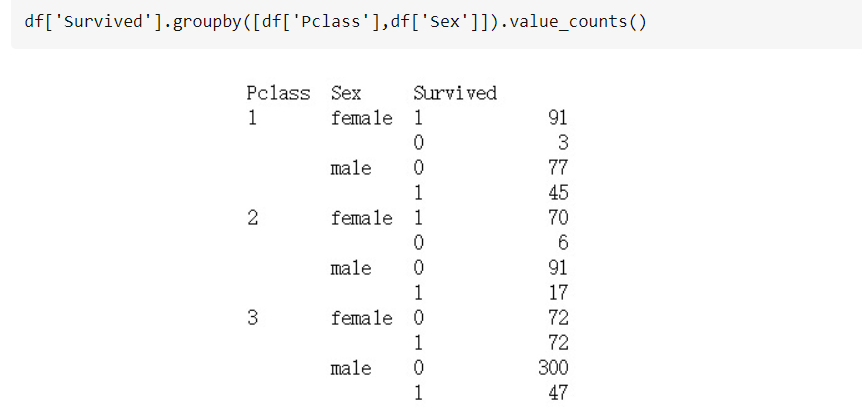 df['Survived'].groupby([df['Pclass'],df['Sex']]).value_counts()
Pclass  Sex     Survived
1       female  1            91
                0             3
        male    0            77
                1            45
2       female  1            70
                0             6
        male    0            91
                1            17
3       female  0            72
                1            72
        male    0           300
                1            47